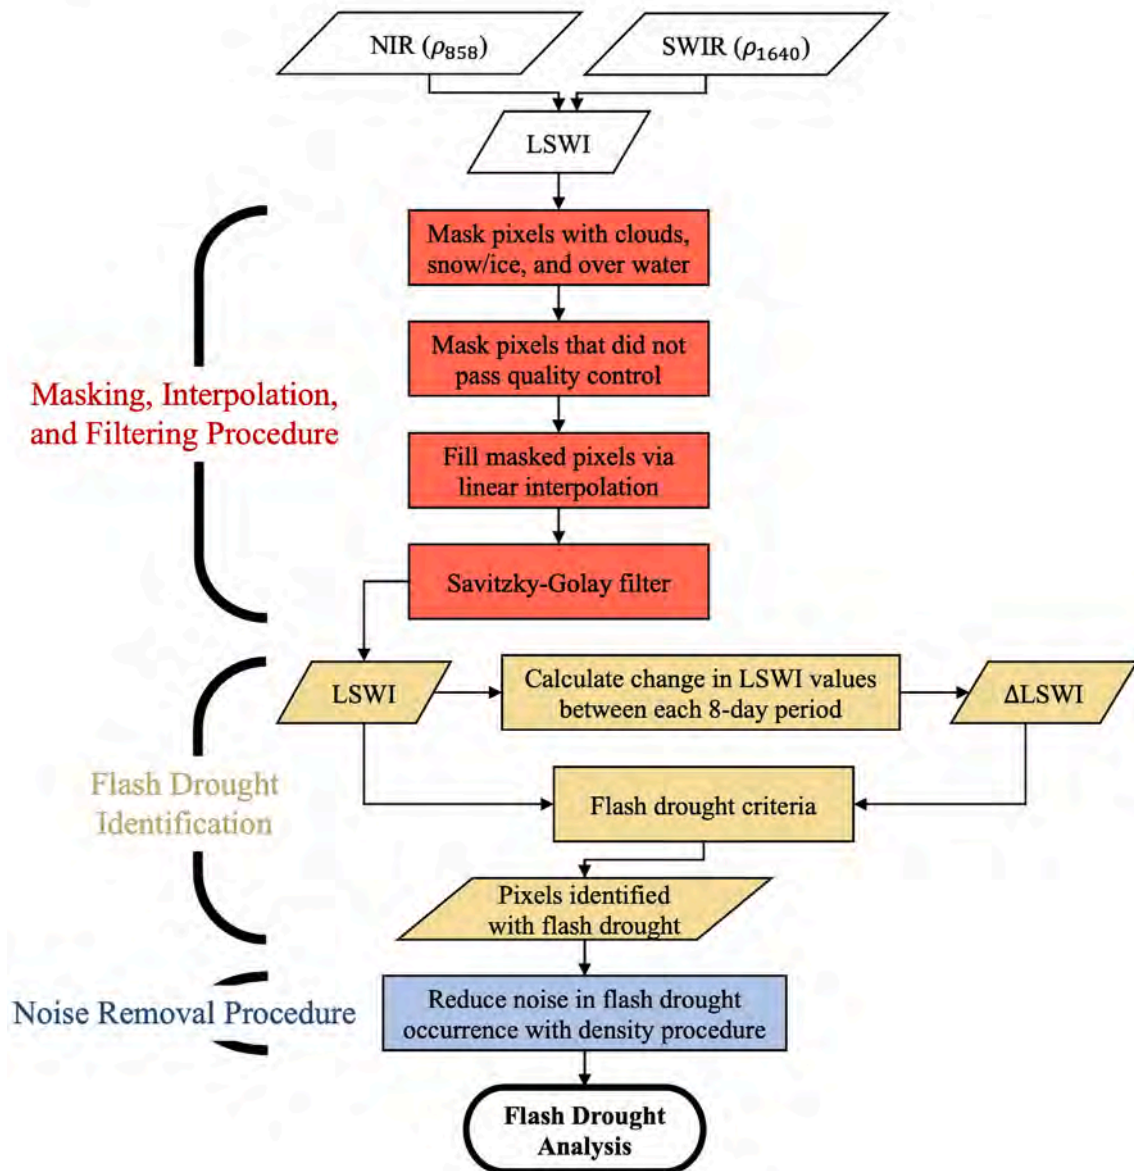 NIR (ρ₈₅₈)
SWIR (ρ₁₆₄₀)
LSWI
Mask pixels with clouds,
snow/ice, and over water
Mask pixels that did not
pass quality control
Masking, Interpolation,
and Filtering Procedure
Fill masked pixels via
linear interpolation
Savitzky-Golay filter
LSWI
Calculate change in LSWI values
between each 8-day period
ΔLSWI
Flash Drought
Identification
Flash drought criteria
Pixels identified
with flash drought
Noise Removal Procedure
Reduce noise in flash drought
occurrence with density procedure
Flash Drought
Analysis